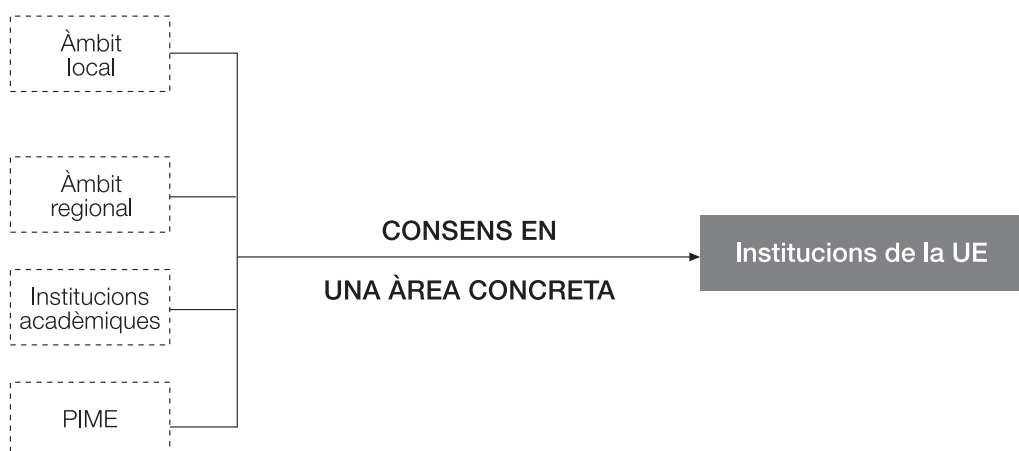 Àmbit
local
Àmbit
regional
Institucions
acadèmiques
PIME
CONSENS EN
UNA ÀREA CONCRETA
Institucions de la UE